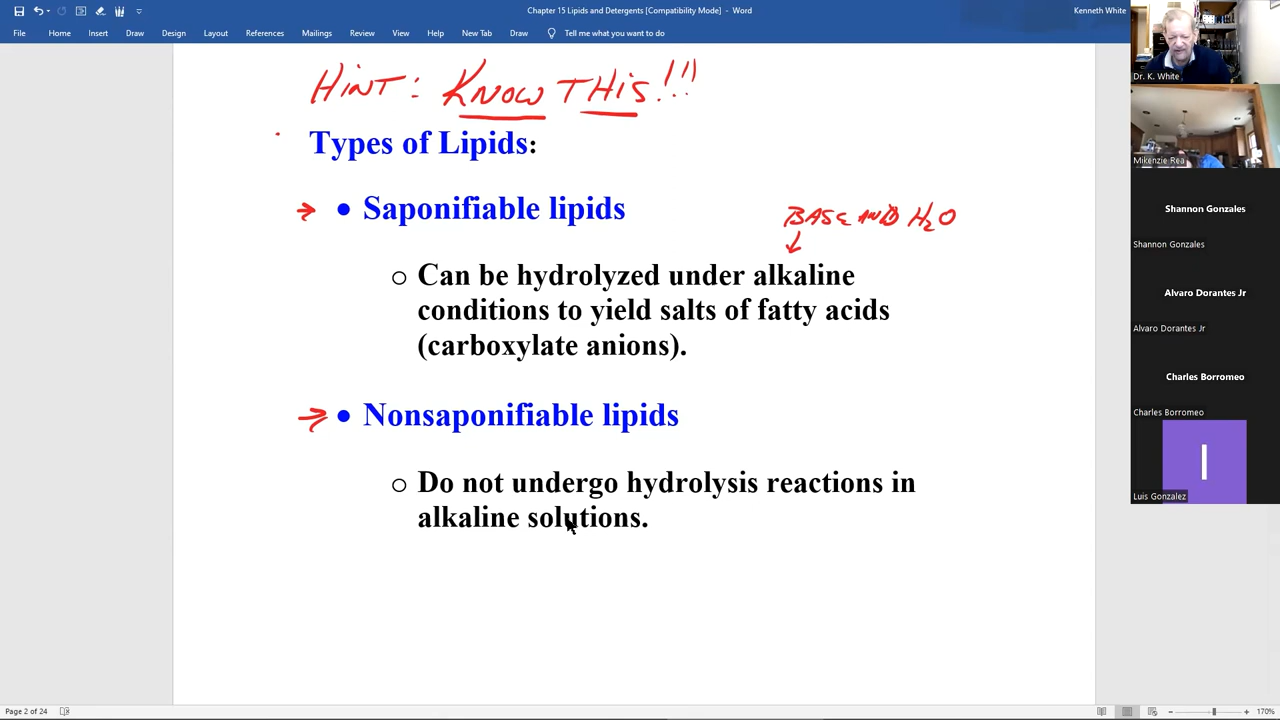 Chapter 15 Lipids and Detergents [Compatibility Mode] - Word
Kenneth White
File Home Insert Draw Design Layout References Mailings Review View Help New Tab Draw Tell me what you want to do
HINT: KNOW THIS!!!
Types of Lipids:
• Saponifiable lipids
BASE AND H2O
o Can be hydrolyzed under alkaline
conditions to yield salts of fatty acids
(carboxylate anions).
• Nonsaponifiable lipids
o Do not undergo hydrolysis reactions in
alkaline solutions.
Dr. K. White
Mikenzie Rea
Shannon Gonzales
Shannon Gonzales
Alvaro Dorantes Jr
Alvaro Dorantes Jr
Charles Borromeo
Charles Borromeo
I
Luis Gonzalez
Page 2 of 24
170%